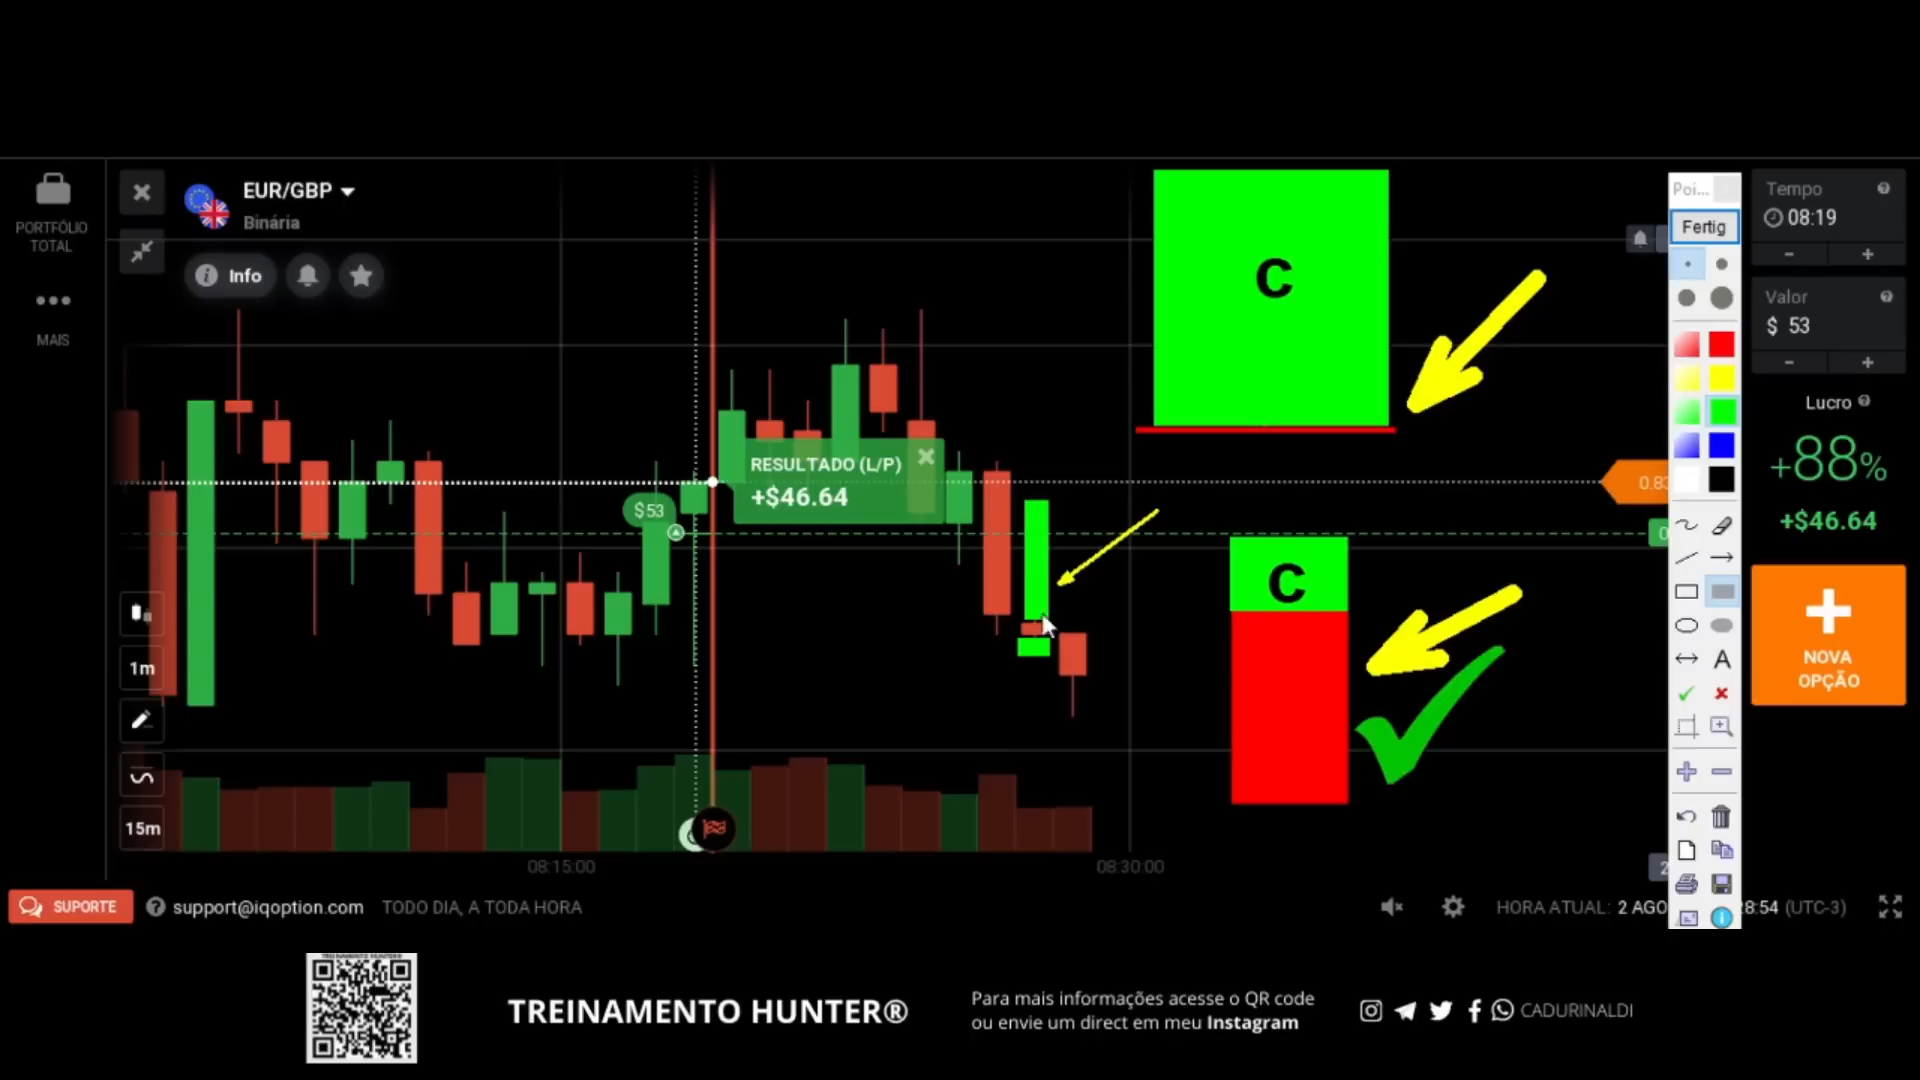 PORTFÓLIO
TOTAL
MAIS
EUR/GBP
Binária
Info
1m
15m
$53
RESULTADO (L/P)
+$46.64
C
C
08:15:00
08:30:00
Poi...
Fertig
A
Tempo
08:19
Valor
$ 53
Lucro
+88%
+$46.64
NOVA
OPÇÃO
SUPORTE
support@iqoption.com
TODO DIA, A TODA HORA
HORA ATUAL: 2 AGO 8:54 (UTC-3)
TREINAMENTO HUNTER®
Para mais informações acesse o QR code
ou envie um direct em meu Instagram
CADURINALDI